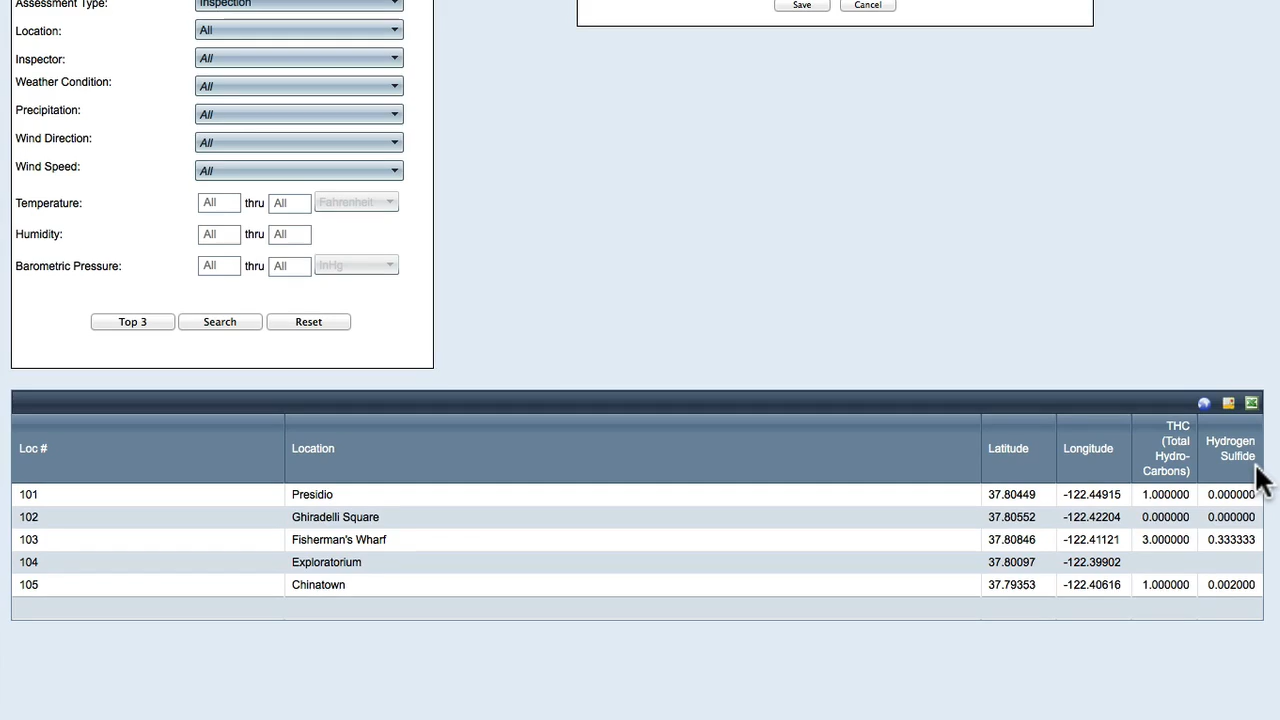 Assessment Type: Inspection
Save Cancel
Location: All
Inspector: All
Weather Condition: All
Precipitation: All
Wind Direction: All
Wind Speed: All
Temperature: All thru All Fahrenheit
Humidity: All thru All
Barometric Pressure: All thru All InHg
Top 3 Search Reset
Loc # Location Latitude Longitude THC (Total Hydro-Carbons) Hydrogen Sulfide
101 Presidio 37.80449 -122.44915 1.000000 0.000000
102 Ghiradelli Square 37.80552 -122.42204 0.000000 0.000000
103 Fisherman's Wharf 37.80846 -122.41121 3.000000 0.333333
104 Exploratorium 37.80097 -122.39902
105 Chinatown 37.79353 -122.40616 1.000000 0.002000